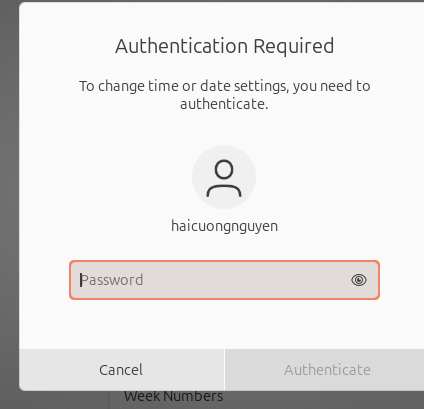 Authentication Required
To change time or date settings, you need to
authenticate.
haicuongnguyen
Password
Cancel
Authenticate
Week Numbers